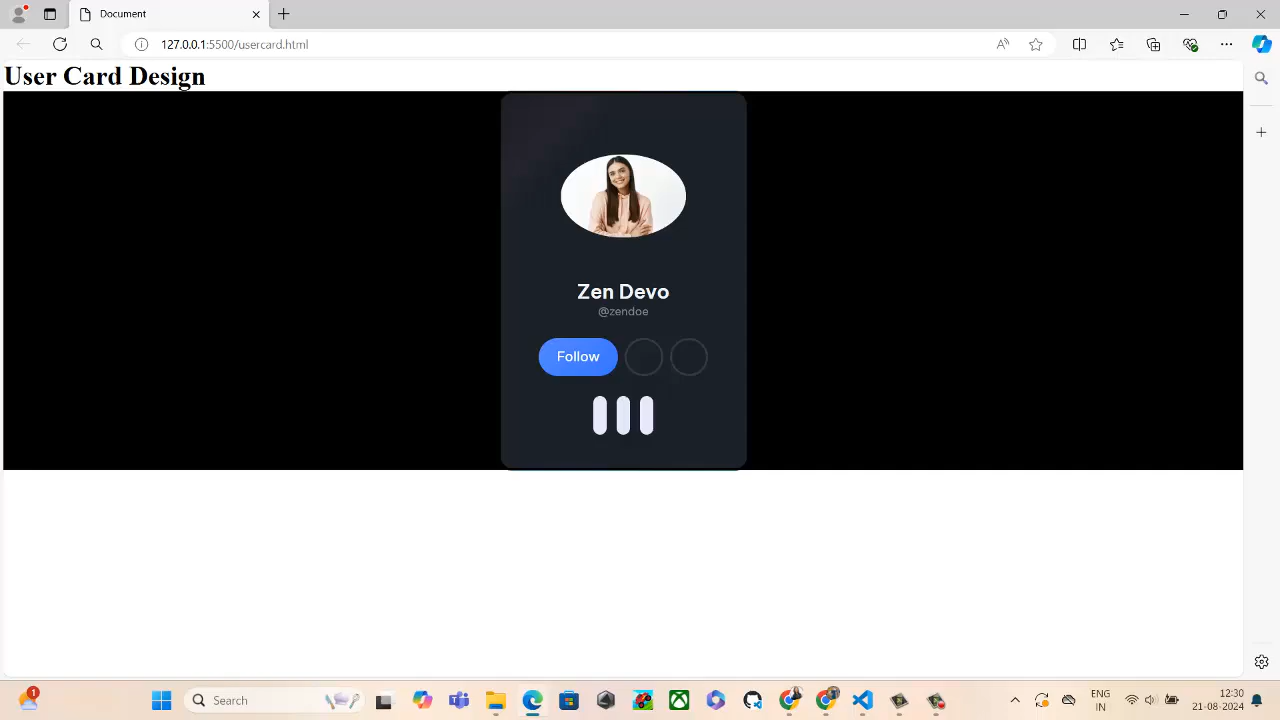 Document
127.0.0.1:5500/usercard.html
User Card Design
Zen Devo
@zendoe
Follow
1
Search
ENG
IN
12:30
21-08-2024